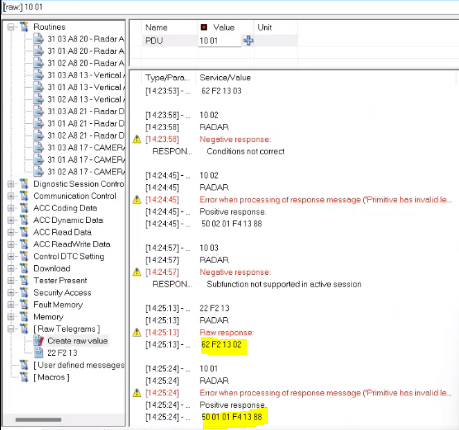 [raw:] 10 01
Routines
31 03 A8 20 - Radar A
31 01 A8 20 - Radar A
31 02 A8 20 - Radar A
31 03 A8 13 - Vertical A
31 01 A8 13 - Vertical A
31 02 A8 13 - Vertical A
31 03 A8 21 - Radar D
31 01 A8 21 - Radar D
31 02 A8 21 - Radar D
31 03 A8 17 - CAMERA
31 01 A8 17 - CAMERA
31 02 A8 17 - CAMERA
Dignostic Session Contro
Communication Control
ACC Coding Data
ACC Dynamic Data
ACC Read Data
ACC ReadWrite Data
Control DTC Setting
Download
Tester Present
Security Access
Fault Memory
Memory
[ Raw Telegrams ]
Create raw value
22 F2 13
[ User defined messages
[ Macros ]
Name Value Unit
PDU 10 01
Type/Para... Service/Value
[14:23:53] - ... 62 F2 13 03
[14:23:58] - ... 10 02
[14:23:58] - ... RADAR
[14:23:58] Negative response:
RESPON... Conditions not correct
[14:24:45] - ... 10 02
[14:24:45] - ... RADAR
[14:24:45] Error when processing of response message ("Primitive has invalid le...
[14:24:45] - ... Positive response.
[14:24:45] - ... 50 02 01 F4 13 88
[14:24:57] - ... 10 03
[14:24:57] - ... RADAR
[14:24:57] Negative response:
RESPON... Subfunction not supported in active session
[14:25:13] - ... 22 F2 13
[14:25:13] - ... RADAR
[14:25:13] Raw response:
[14:25:13] - ... 62 F2 13 02
[14:25:24] - ... 10 01
[14:25:24] - ... RADAR
[14:25:24] Error when processing of response message ("Primitive has invalid le...
[14:25:24] - ... Positive response.
[14:25:24] - ... 50 01 01 F4 13 88